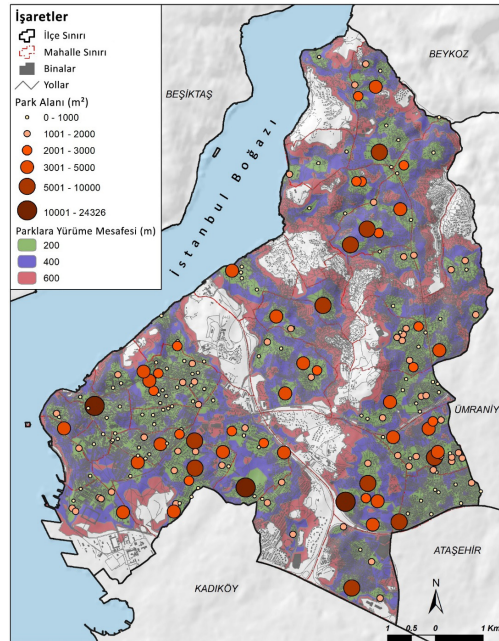 İşaretler
İlçe Sınırı
Mahalle Sınırı
Binalar
Yollar
Park Alanı (m²)
0 - 1000
1001 - 2000
2001 - 3000
3001 - 5000
5001 - 10000
10001 - 24326
Parklara Yürüme Mesafesi (m)
200
400
600
BEYKOZ
BEŞİKTAŞ
İstanbul Boğazı
ÜMRANİYE
ATAŞEHİR
KADIKÖY
N
1 0.5 0 1 Km